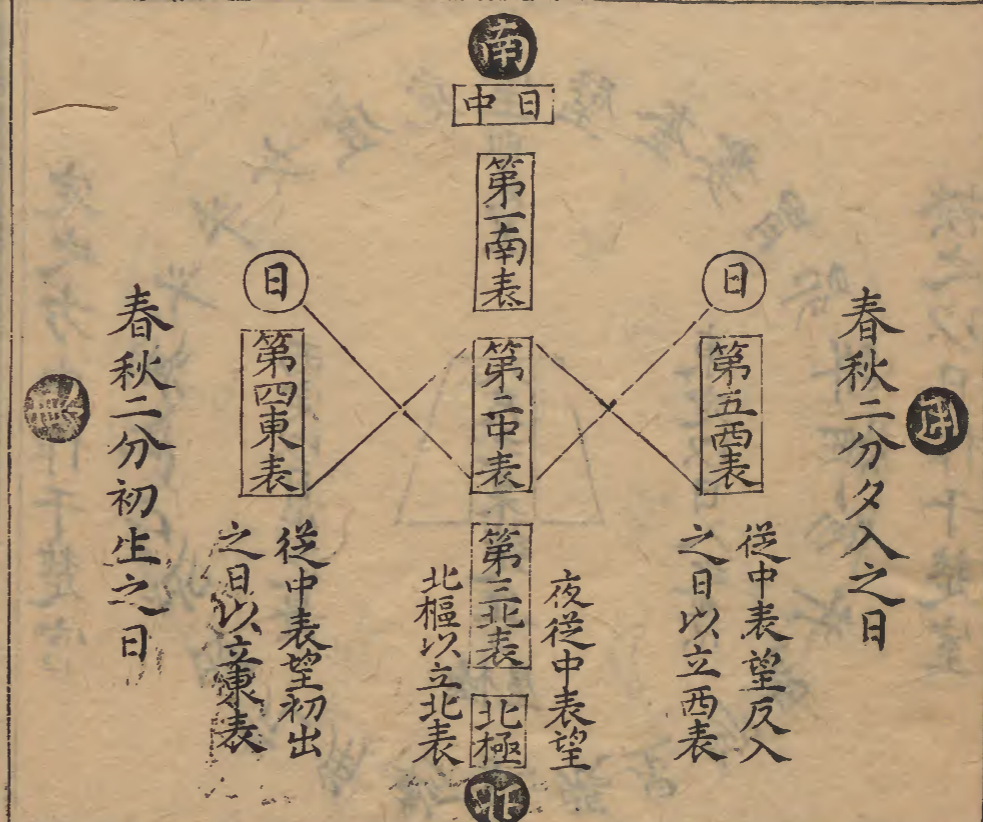 南
日中
第一南表
日
日
春秋二分夕入之日
第五西表
第二中表
第四東表
春秋二分初生之日
從中表望反入
之日以立西表
夜從中表望
第三北表
北樞以立北表
從中表望初出
之日以立東表
北極
北